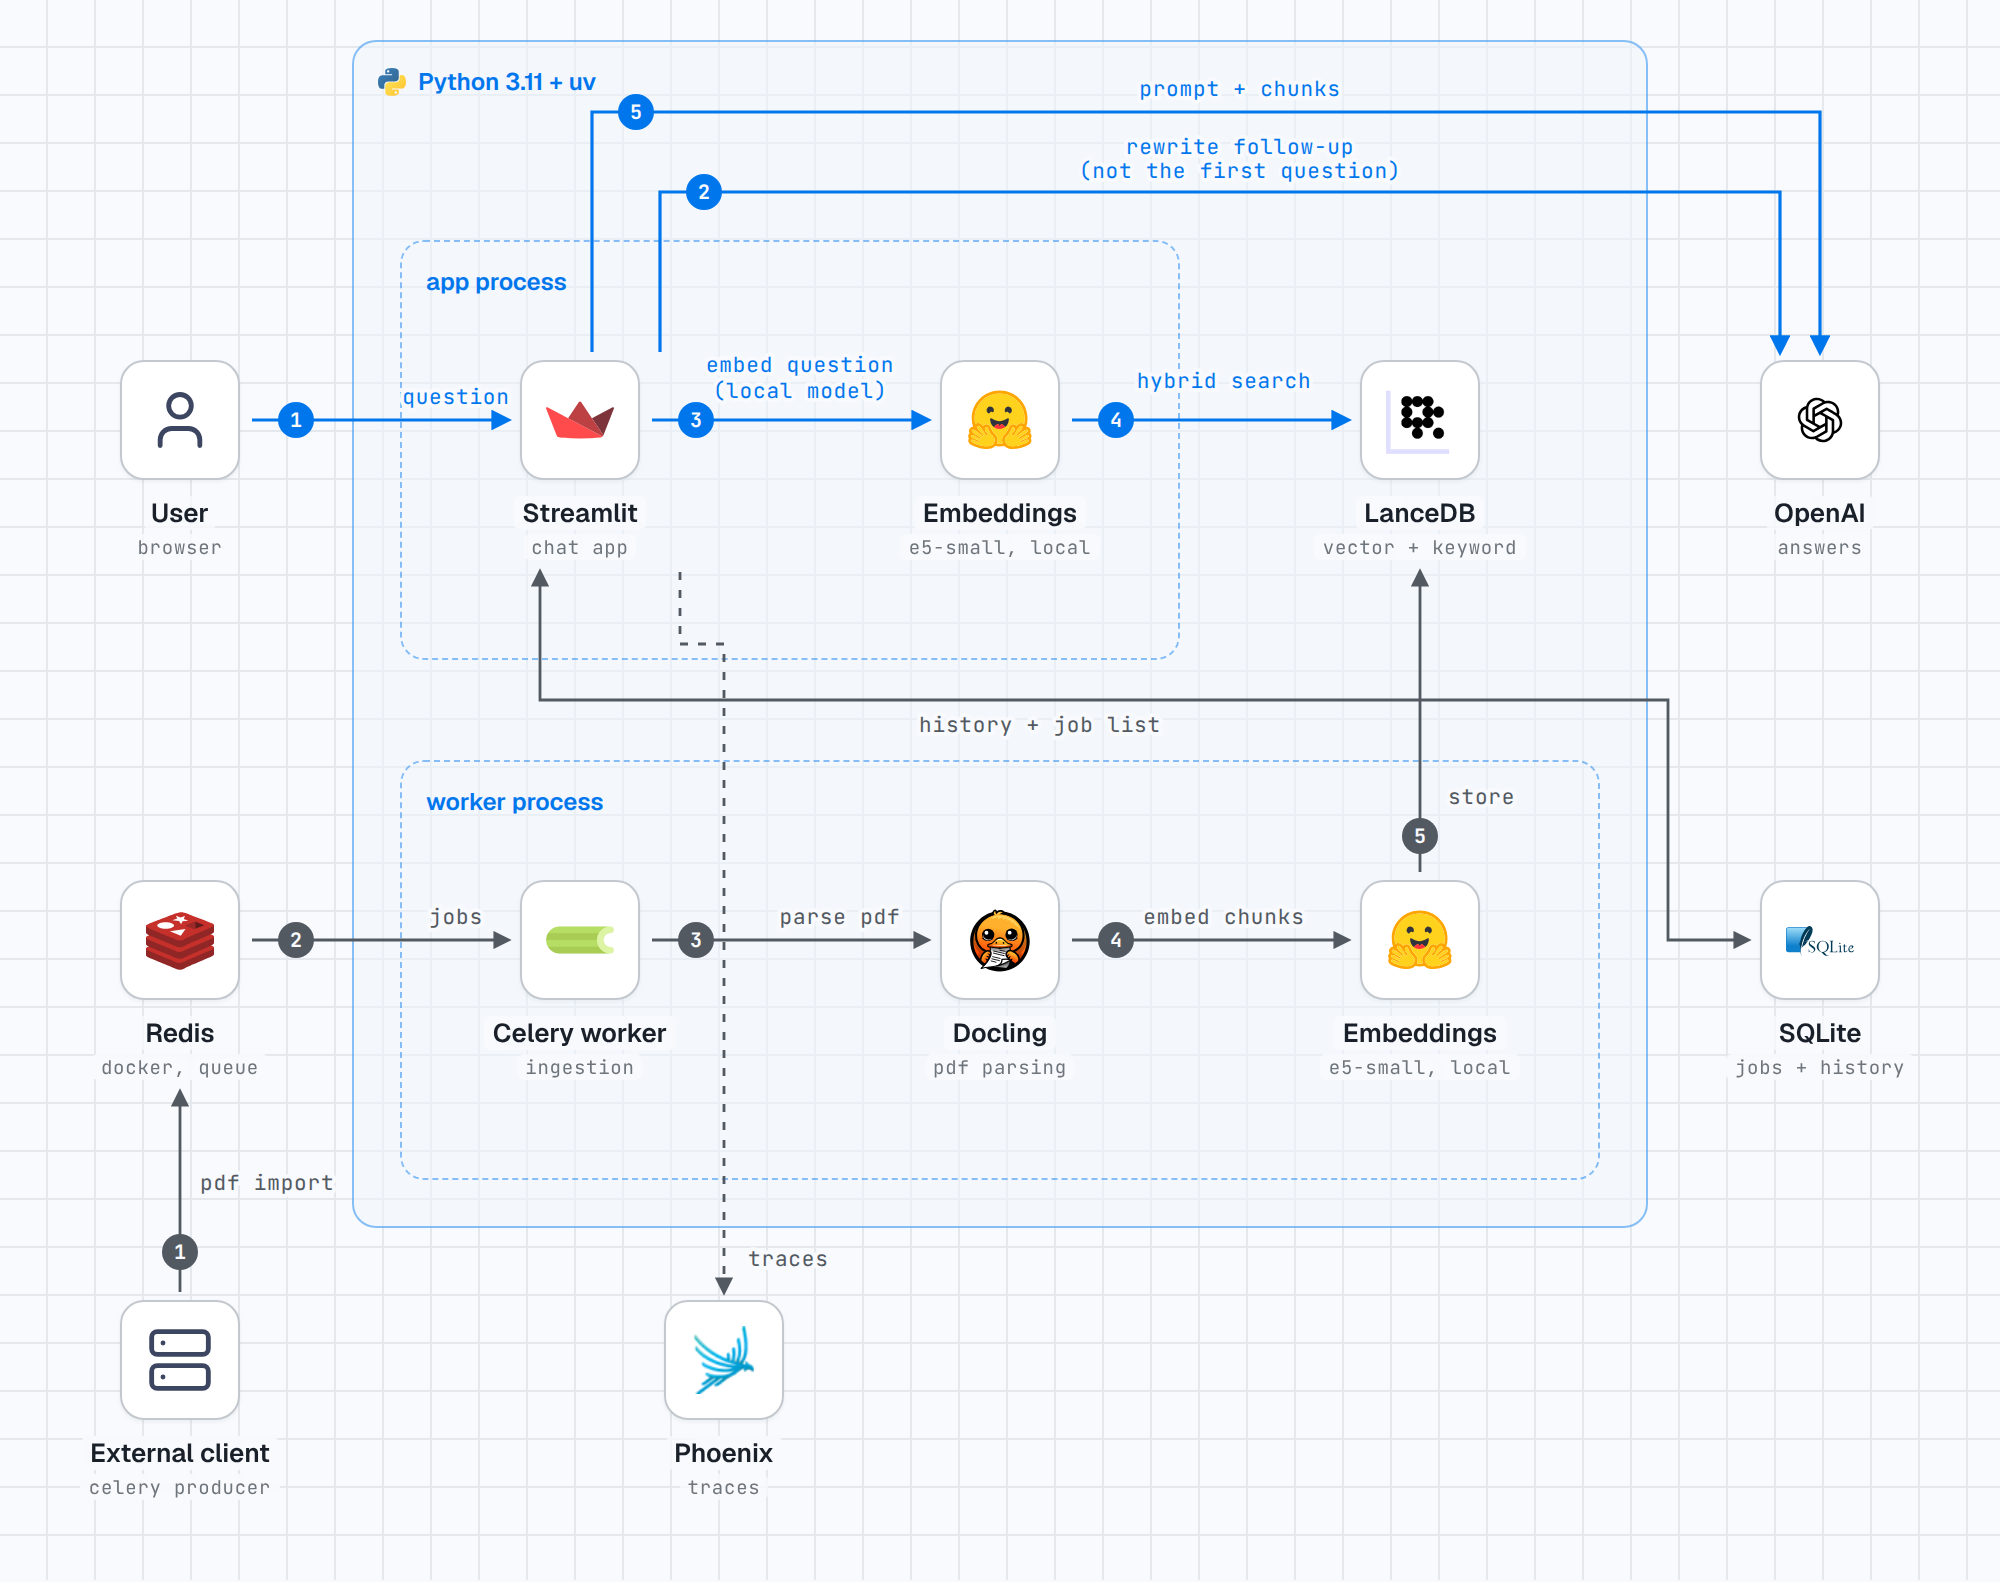 Python 3.11 + uv
prompt + chunks
5
rewrite follow-up
(not the first question)
2
app process
embed question
(local model)
question
hybrid search
1
3
4
User
browser
Streamlit
chat app
Embeddings
e5-small, local
LanceDB
vector + keyword
OpenAI
answers
history + job list
worker process
store
5
jobs
parse pdf
embed chunks
2
3
4
SQLite
Redis
docker, queue
Celery worker
ingestion
Docling
pdf parsing
Embeddings
e5-small, local
SQLite
jobs + history
pdf import
1
traces
External client
celery producer
Phoenix
traces